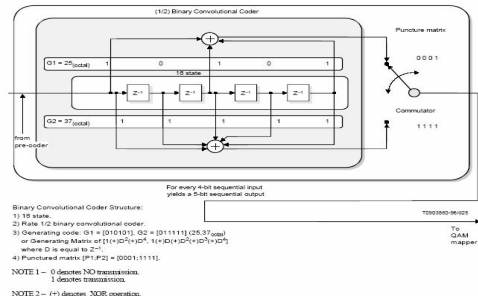 (1/2) Binary Convolutional Coder
Puncture matrix
0 0 0 1
G1 = 25(octal) 1 0 1 0 1
16 state
Z⁻¹ Z⁻¹ Z⁻¹ Z⁻¹
Commutator
G2 = 37(octal) 1 1 1 1 1
1 1 1 1
from
pre-coder
For every 4-bit sequential input
yields a 5-bit sequential output
Binary Convolutional Coder Structure:
1) 16 state.
2) Rate 1/2 binary convolutional coder.
3) Generating code: G1 = [010101], G2 = [011111] (25,37octal)
or Generating Matrix of [1(+)D²(+)D⁴, 1(+)D(+)D²(+)D³(+)D⁴]
where D is equal to Z⁻¹.
4) Punctured matrix [P1;P2] = [0001;1111].
To
QAM
mapper
NOTE 1 – 0 denotes NO transmission.
1 denotes transmission.
NOTE 2 – (+) denotes XOR operation.